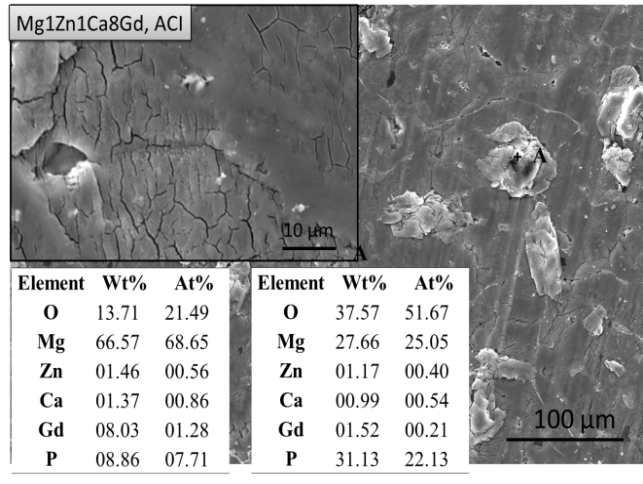 Mg1Zn1Ca8Gd, ACI
A
10 μm
A
Element Wt% At%
O 13.71 21.49
Mg 66.57 68.65
Zn 01.46 00.56
Ca 01.37 00.86
Gd 08.03 01.28
P 08.86 07.71
Element Wt% At%
O 37.57 51.67
Mg 27.66 25.05
Zn 01.17 00.40
Ca 00.99 00.54
Gd 01.52 00.21
P 31.13 22.13
100 μm